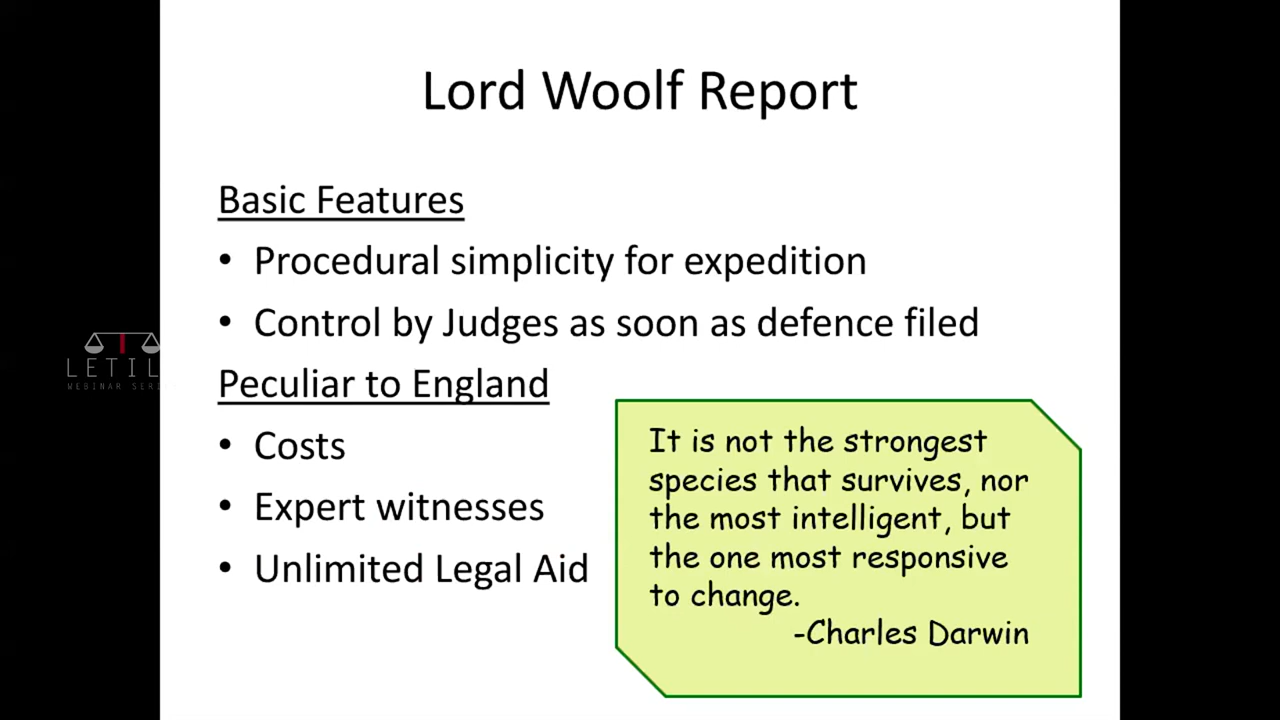 Lord Woolf Report
Basic Features
• Procedural simplicity for expedition
• Control by Judges as soon as defence filed
LETIL
WEBINAR
Peculiar to England
• Costs
• Expert witnesses
• Unlimited Legal Aid
It is not the strongest
species that survives, nor
the most intelligent, but
the one most responsive
to change.
-Charles Darwin